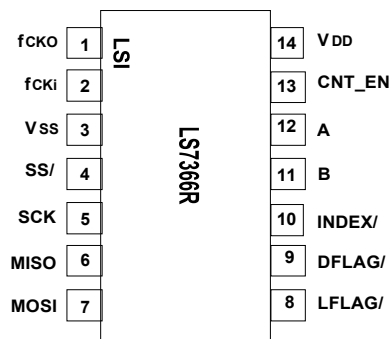 fCKO 1
fCKi 2
VSS 3
SS/ 4
SCK 5
MISO 6
MOSI 7
LSI
LS7366R
14 VDD
13 CNT_EN
12 A
11 B
10 INDEX/
9 DFLAG/
8 LFLAG/